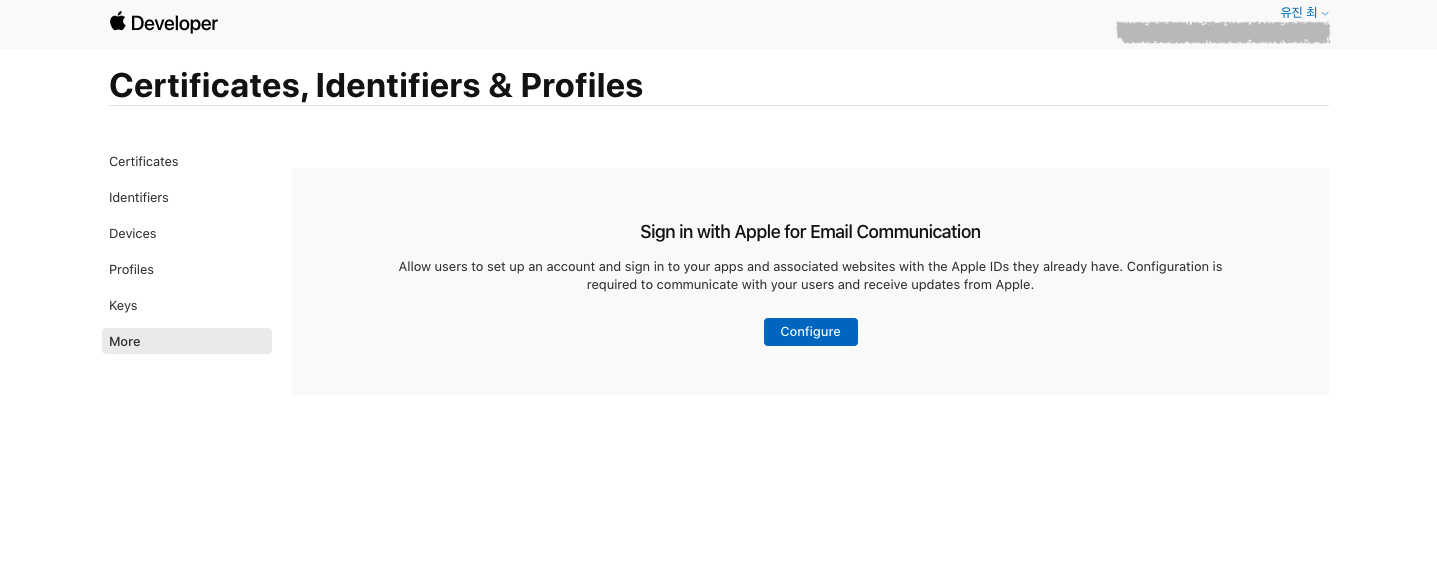 Developer
유진 최
Certificates, Identifiers & Profiles
Certificates
Identifiers
Devices
Profiles
Keys
More
Sign in with Apple for Email Communication
Allow users to set up an account and sign in to your apps and associated websites with the Apple IDs they already have. Configuration is
required to communicate with your users and receive updates from Apple.
Configure